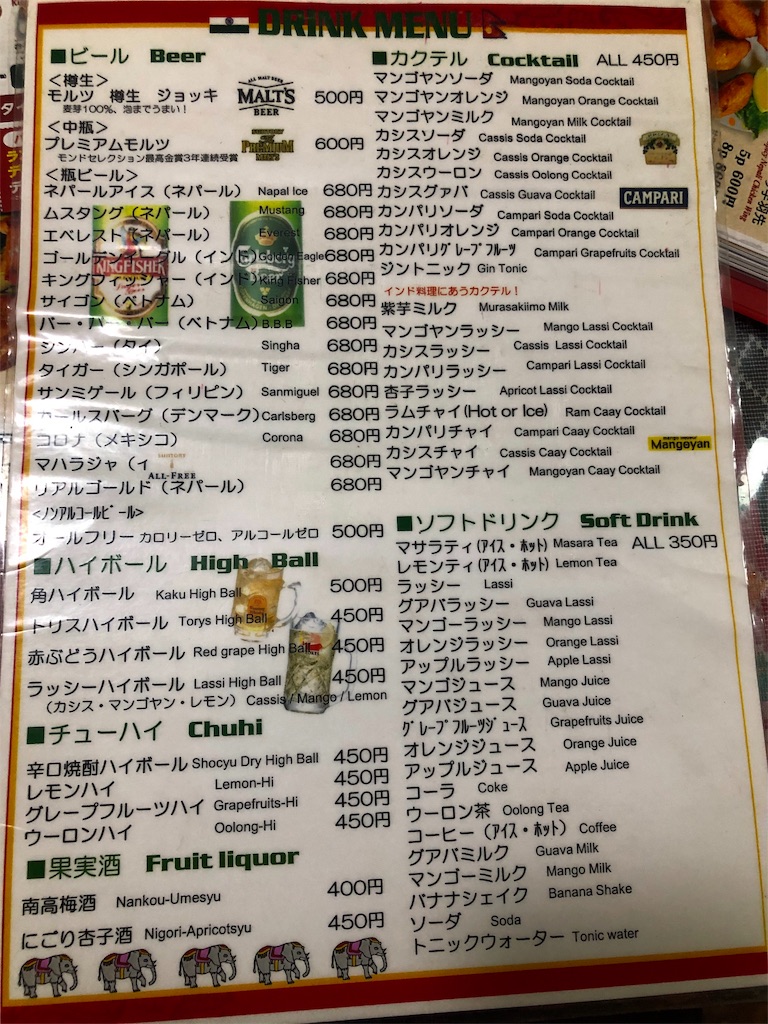 DRINK MENU
■ビール Beer
＜樽生＞
モルツ 樽生 ジョッキ 500円
麦芽100%、泡までうまい！
ALL MALT BEER
MALT'S
BEER
＜中瓶＞
プレミアムモルツ 600円
モンドセレクション最高金賞3年連続受賞
SUNTORY
THE PREMIUM
MALT'S
＜瓶ビール＞
ネパールアイス（ネパール） Napal Ice 680円
ムスタング（ネパール） Mustang 680円
エベレスト（ネパール） Everest 680円
ゴールデンイーグル（インド） Golden Eagle 680円
キングフィッシャー（インド） King Fisher 680円
サイゴン（ベトナム） Saigon 680円
バー・バー・バー（ベトナム） B.B.B 680円
シンハー（タイ） Singha 680円
タイガー（シンガポール） Tiger 680円
サンミゲール（フィリピン） Sanmiguel 680円
カールスバーグ（デンマーク） Carlsberg 680円
コロナ（メキシコ） Corona 680円
マハラジャ（イ 680円
リアルゴールド（ネパール） 680円
KINGFISHER
Carlsberg
SUNTORY
ALL-FREE
<ﾉﾝｱﾙｺｰﾙﾋﾞｰﾙ>
オールフリー カロリーゼロ、アルコールゼロ 500円
■ハイボール High Ball
角ハイボール Kaku High Ball 500円
トリスハイボール Torys High Ball 450円
赤ぶどうハイボール Red grape High Ball 450円
ラッシーハイボール Lassi High Ball 450円
（カシス・マンゴヤン・レモン） Cassis / Mango / Lemon
■チューハイ Chuhi
辛口焼酎ハイボール Shocyu Dry High Ball 450円
レモンハイ Lemon-Hi 450円
グレープフルーツハイ Grapefruits-Hi 450円
ウーロンハイ Oolong-Hi 450円
■果実酒 Fruit liquor
南高梅酒 Nankou-Umesyu 400円
にごり杏子酒 Nigori-Apricotsyu 450円
■カクテル Cocktail ALL 450円
マンゴヤンソーダ Mangoyan Soda Cocktail
マンゴヤンオレンジ Mangoyan Orange Cocktail
マンゴヤンミルク Mangoyan Milk Cocktail
カシスソーダ Cassis Soda Cocktail
カシスオレンジ Cassis Orange Cocktail
カシスウーロン Cassis Oolong Cocktail
カシスグァバ Cassis Guava Cocktail
CAMPARI
カンパリソーダ Campari Soda Cocktail
カンパリオレンジ Campari Orange Cocktail
カンパリｸﾞﾚｰﾌﾟﾌﾙｰﾂ Campari Grapefruits Cocktail
ジントニック Gin Tonic
インド料理にあうカクテル！
紫芋ミルク Murasakiimo Milk
マンゴヤンラッシー Mango Lassi Cocktail
カシスラッシー Cassis Lassi Cocktail
カンパリラッシー Campari Lassi Cocktail
杏子ラッシー Apricot Lassi Cocktail
ラムチャイ(Hot or Ice) Ram Caay Cocktail
カンパリチャイ Campari Caay Cocktail
カシスチャイ Cassis Caay Cocktail
マンゴヤンチャイ Mangoyan Caay Cocktail
Mangoyan
■ソフトドリンク Soft Drink
マサラティ(ｱｲｽ・ﾎｯﾄ) Masara Tea ALL 350円
レモンティ(ｱｲｽ・ﾎｯﾄ) Lemon Tea
ラッシー Lassi
グアバラッシー Guava Lassi
マンゴーラッシー Mango Lassi
オレンジラッシー Orange Lassi
アップルラッシー Apple Lassi
マンゴジュース Mango Juice
グアバジュース Guava Juice
ｸﾞﾚｰﾌﾟﾌﾙｰﾂｼﾞｭｰｽ Grapefruits Juice
オレンジジュース Orange Juice
アップルジュース Apple Juice
コーラ Coke
ウーロン茶 Oolong Tea
コーヒー（ｱｲｽ・ﾎｯﾄ） Coffee
グアバミルク Guava Milk
マンゴーミルク Mango Milk
バナナシェイク Banana Shake
ソーダ Soda
トニックウォーター Tonic water
5p 600円